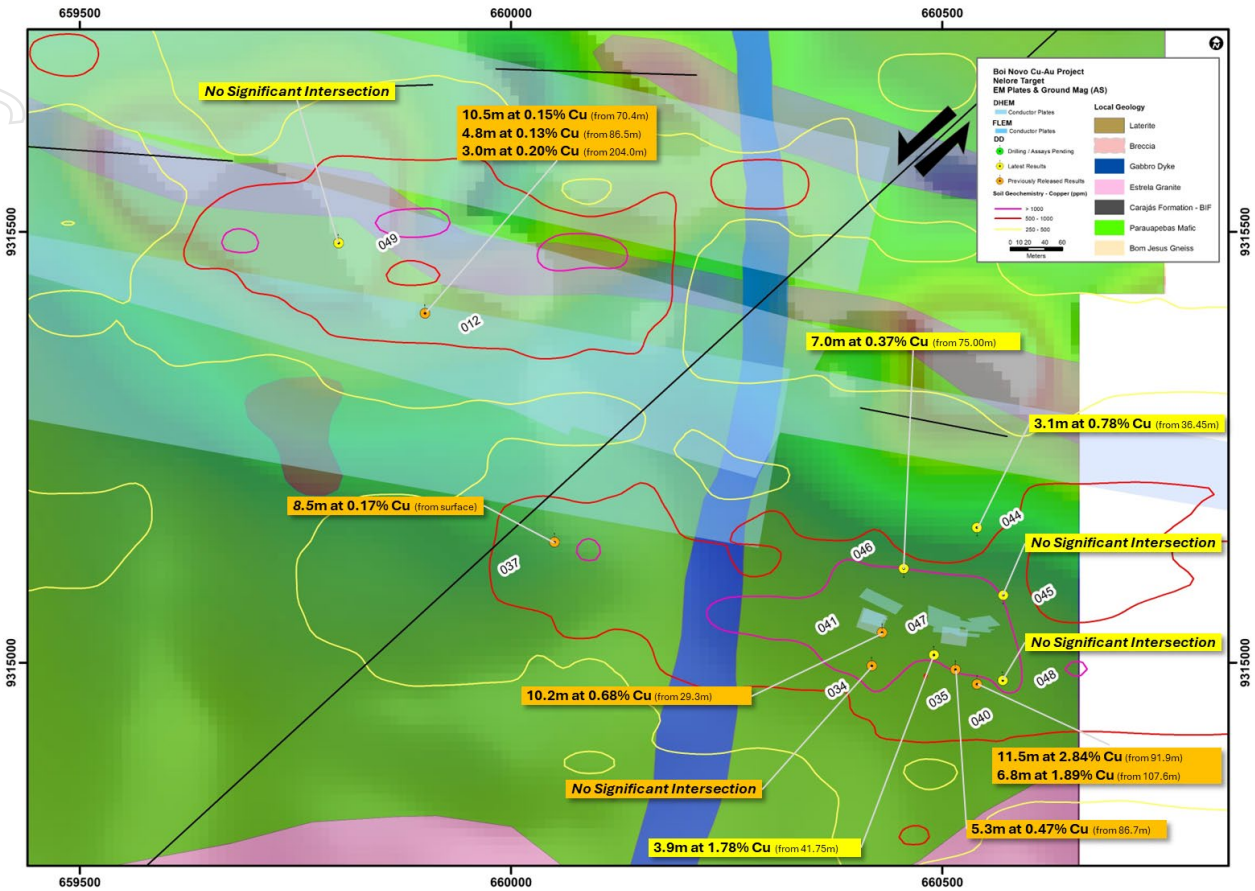 659500
660000
660500
9315500
9315000
9315500
9315000
659500
660000
660500
Boi Novo Cu-Au Project
Nelore Target
EM Plates & Ground Mag (AS)
DHEM
Conductor Plates
FLEM
Conductor Plates
DD
Drilling / Assays Pending
Latest Results
Previously Released Results
Soil Geochemistry - Copper (ppm)
> 1000
500 - 1000
250 - 500
0 10 20 40 60
Meters
Local Geology
Laterite
Breccia
Gabbro Dyke
Estrela Granite
Carajás Formation - BIF
Parauapebas Mafic
Bom Jesus Gneiss
No Significant Intersection
10.5m at 0.15% Cu (from 70.4m)
4.8m at 0.13% Cu (from 86.5m)
3.0m at 0.20% Cu (from 204.0m)
049
012
7.0m at 0.37% Cu (from 75.00m)
3.1m at 0.78% Cu (from 36.45m)
8.5m at 0.17% Cu (from surface)
037
046
044
No Significant Intersection
045
041
047
No Significant Intersection
048
034
035
040
10.2m at 0.68% Cu (from 29.3m)
11.5m at 2.84% Cu (from 91.9m)
6.8m at 1.89% Cu (from 107.6m)
No Significant Intersection
5.3m at 0.47% Cu (from 86.7m)
3.9m at 1.78% Cu (from 41.75m)